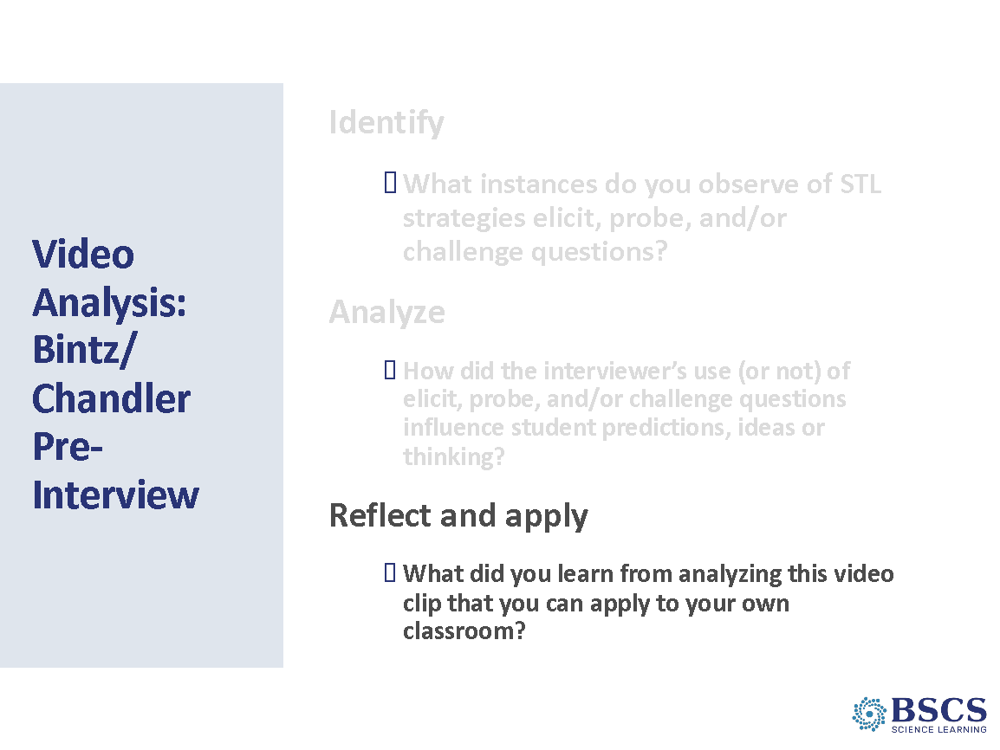 Video
Analysis:
Bintz/
Chandler
Pre-
Interview
Identify
What instances do you observe of STL
strategies elicit, probe, and/or
challenge questions?
Analyze
How did the interviewer’s use (or not) of
elicit, probe, and/or challenge questions
influence student predictions, ideas or
thinking?
Reflect and apply
What did you learn from analyzing this video
clip that you can apply to your own
classroom?
BSCS
SCIENCE LEARNING